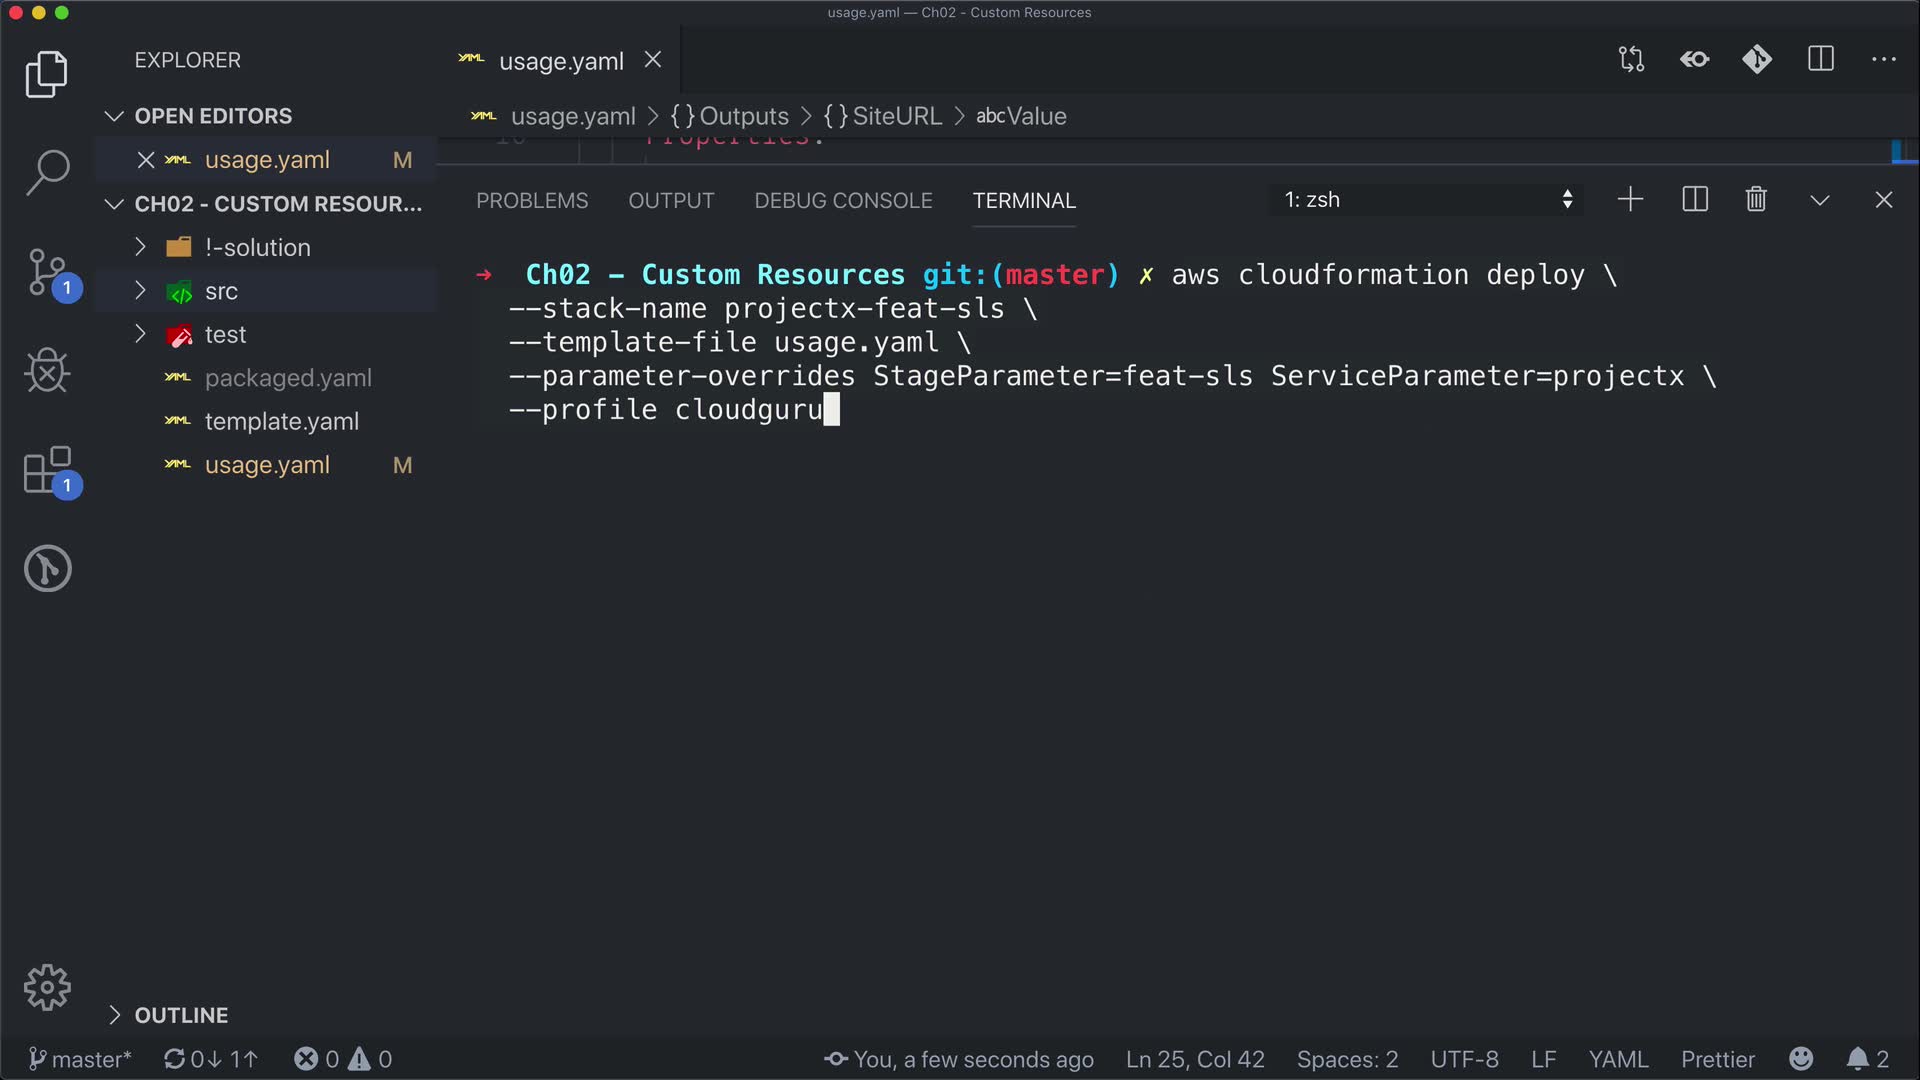 usage.yaml — Ch02 - Custom Resources
EXPLORER
OPEN EDITORS
usage.yaml M
CH02 - CUSTOM RESOUR...
!-solution
src
test
packaged.yaml
template.yaml
usage.yaml M
OUTLINE
1
1
usage.yaml
usage.yaml > {} Outputs > {} SiteURL > abc Value
PROBLEMS OUTPUT DEBUG CONSOLE TERMINAL 1: zsh
→ Ch02 - Custom Resources git:(master) ✗ aws cloudformation deploy \
--stack-name projectx-feat-sls \
--template-file usage.yaml \
--parameter-overrides StageParameter=feat-sls ServiceParameter=projectx \
--profile cloudguru
master* 0↓ 1↑ 0 0 You, a few seconds ago Ln 25, Col 42 Spaces: 2 UTF-8 LF YAML Prettier 2